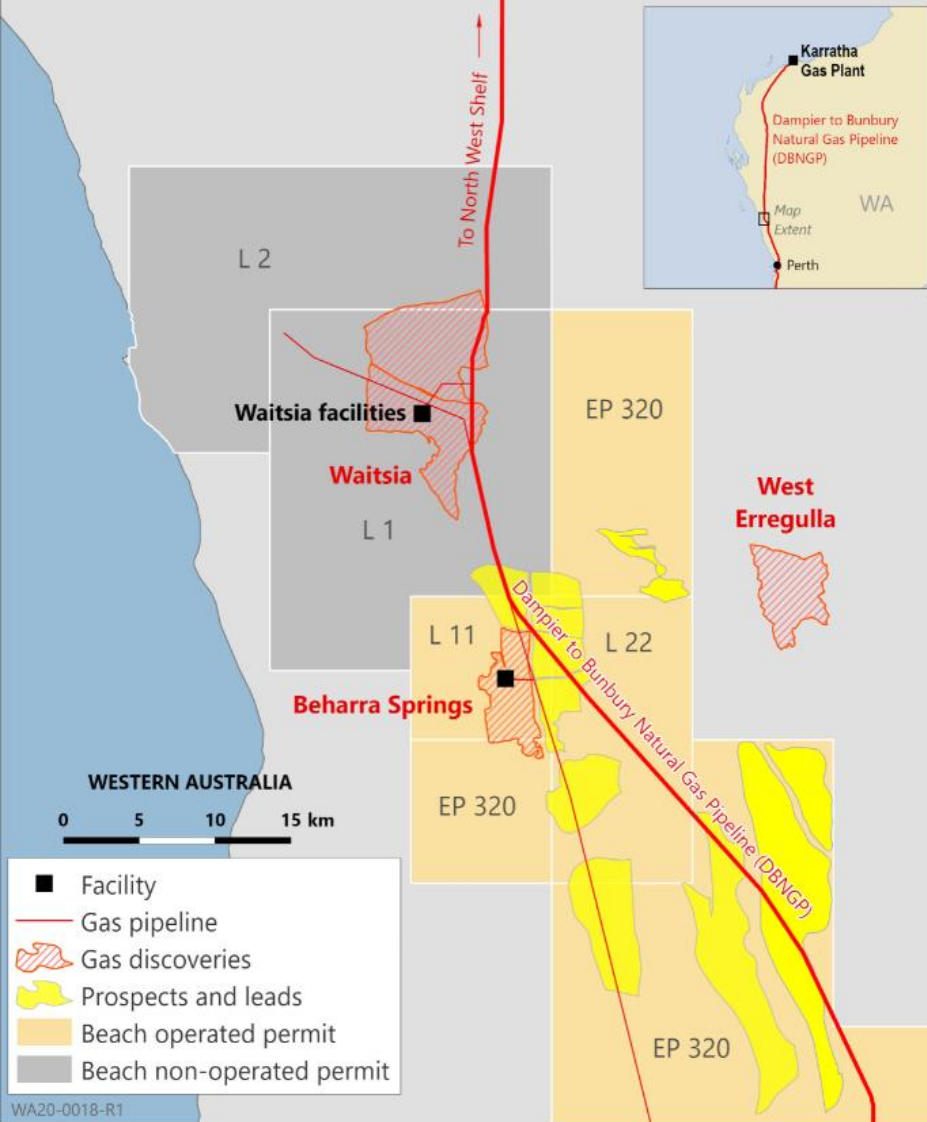 To North West Shelf
Karratha
Gas Plant
Dampier to Bunbury
Natural Gas Pipeline
(DBNGP)
WA
Map
Extent
Perth
L 2
Waitsia facilities
EP 320
Waitsia
West
Erregulla
L 1
Dampier to Bunbury Natural Gas Pipeline (DBNGP)
L 11
L 22
Beharra Springs
WESTERN AUSTRALIA
0 5 10 15 km
EP 320
Facility
Gas pipeline
Gas discoveries
Prospects and leads
Beach operated permit
Beach non-operated permit
EP 320
WA20-0018-R1